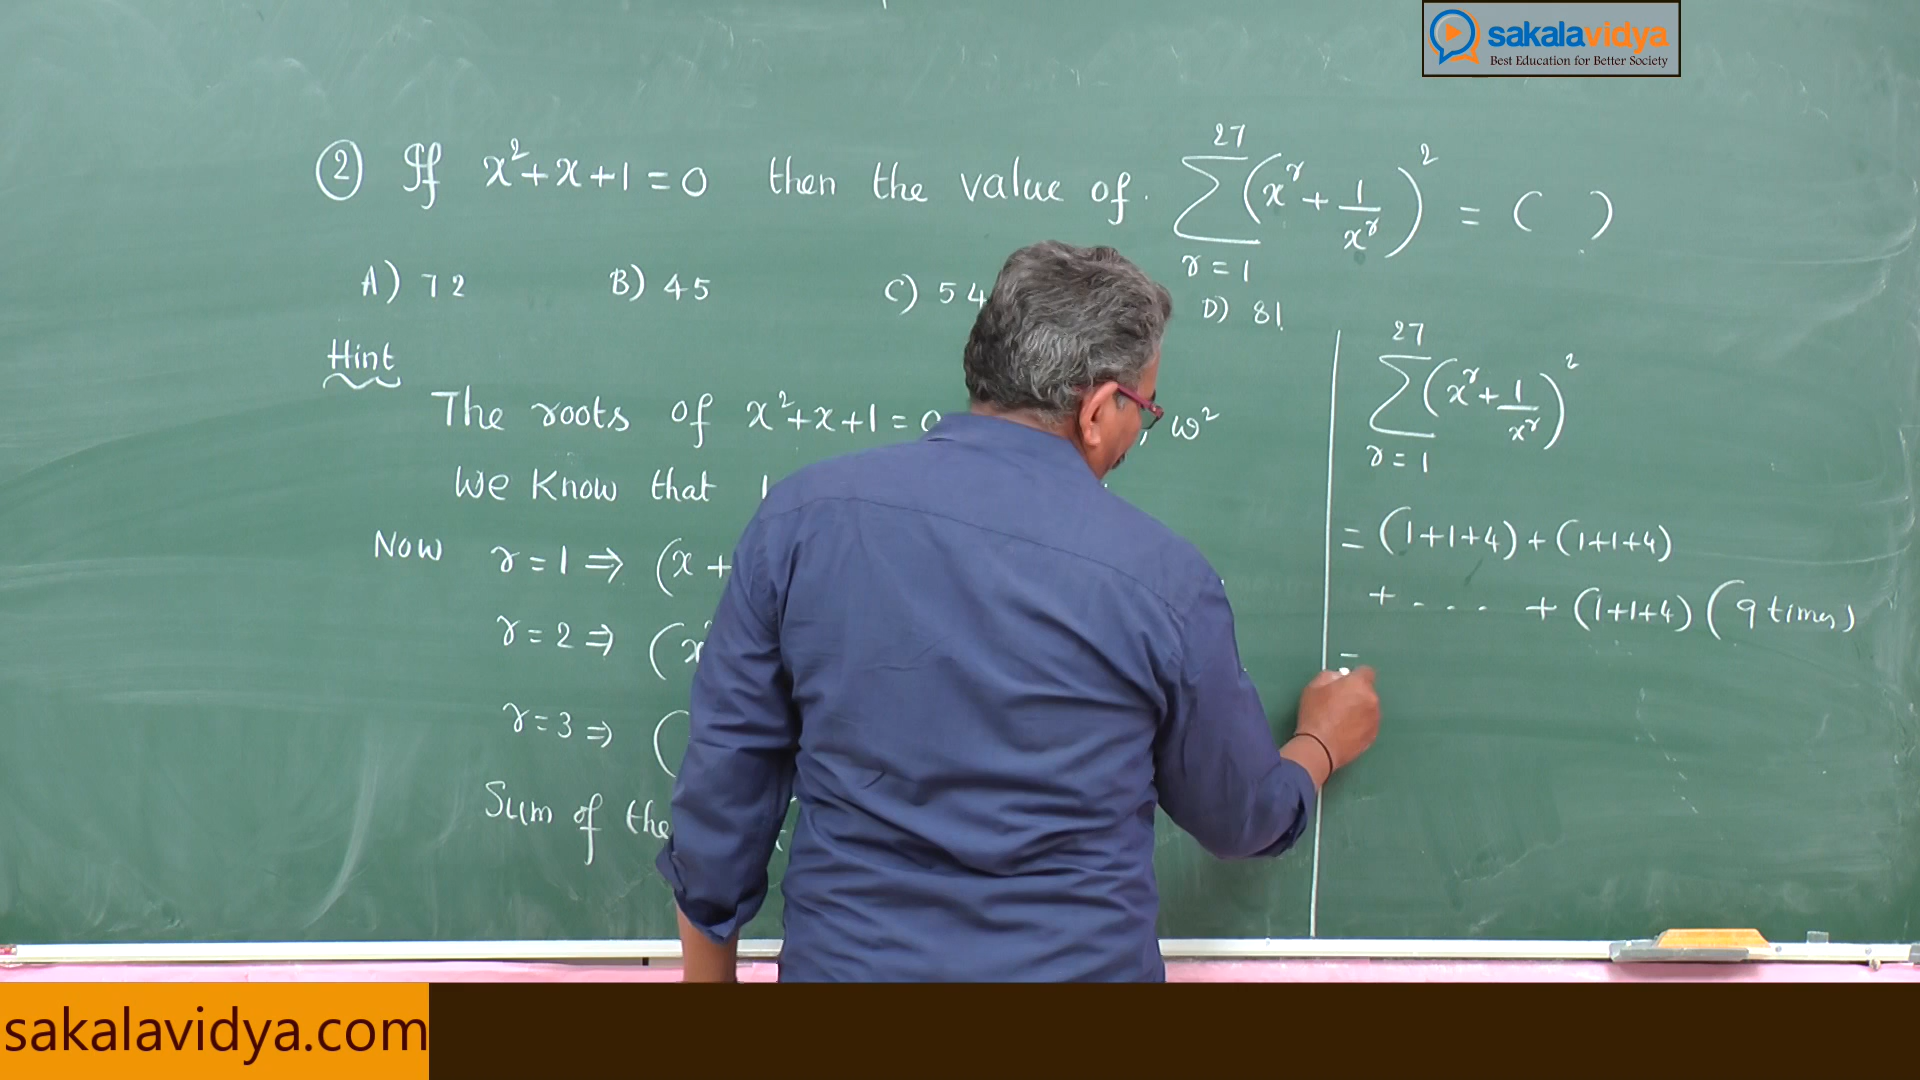 sakalavidya
Best Education for Better Society
② If x²+x+1=0 then the value of. ∑_{r=1}^{27} (x^r + 1/x^r)² = ( )
A) 72 B) 45 C) 54 D) 81
Hint
The roots of x²+x+1=0 , ω²
We Know that 1
Now r=1 ⇒ (x+
r=2 ⇒ (x²
r=3 ⇒ (
Sum of the
∑_{r=1}^{27} (x^r + 1/x^r)²
= (1+1+4)+(1+1+4)
+ . . . . + (1+1+4) (9 times)
=
sakalavidya.com